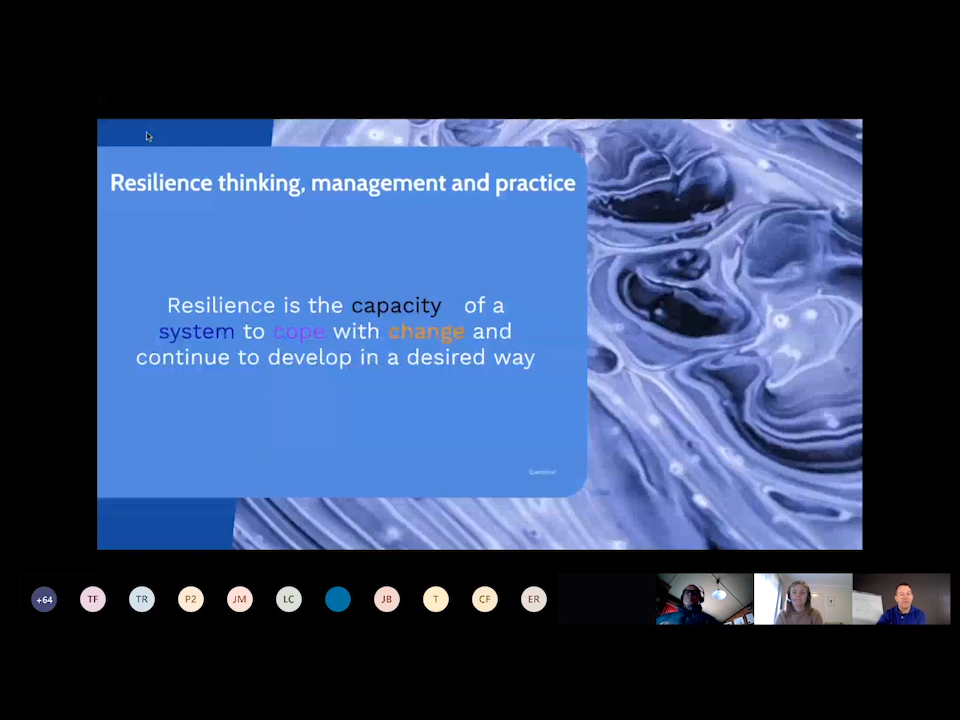 Resilience thinking, management and practice
Resilience is the capacity of a
system to cope with change and
continue to develop in a desired way
+64 TF TR P2 JM LC JB T CF ER